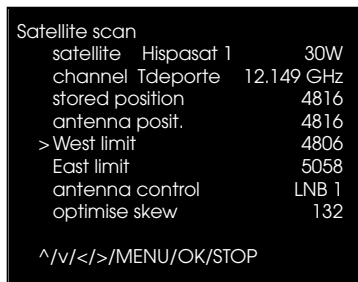 Satellite scan
satellite Hispasat 1 30W
channel Tdeporte 12.149 GHz
stored position 4816
antenna posit. 4816
>West limit 4806
East limit 5058
antenna control LNB 1
optimise skew 132
^/v/</>/MENU/OK/STOP